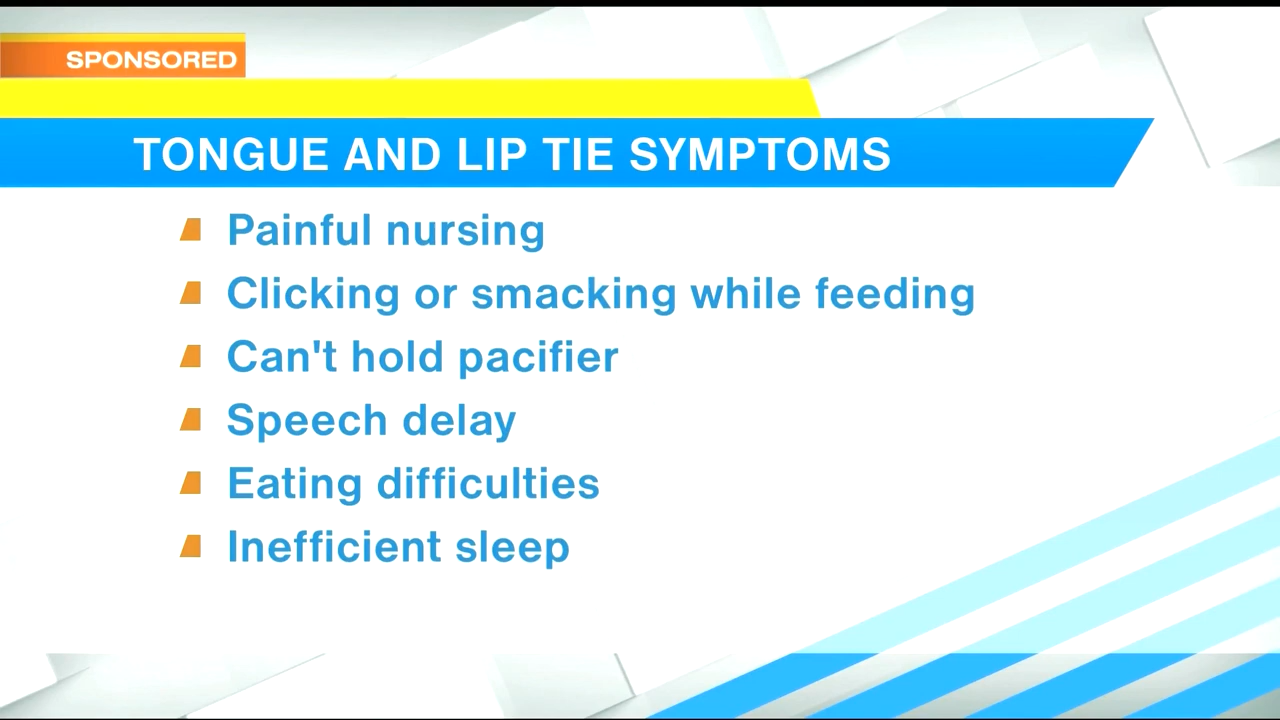 SPONSORED
TONGUE AND LIP TIE SYMPTOMS
Painful nursing
Clicking or smacking while feeding
Can't hold pacifier
Speech delay
Eating difficulties
Inefficient sleep